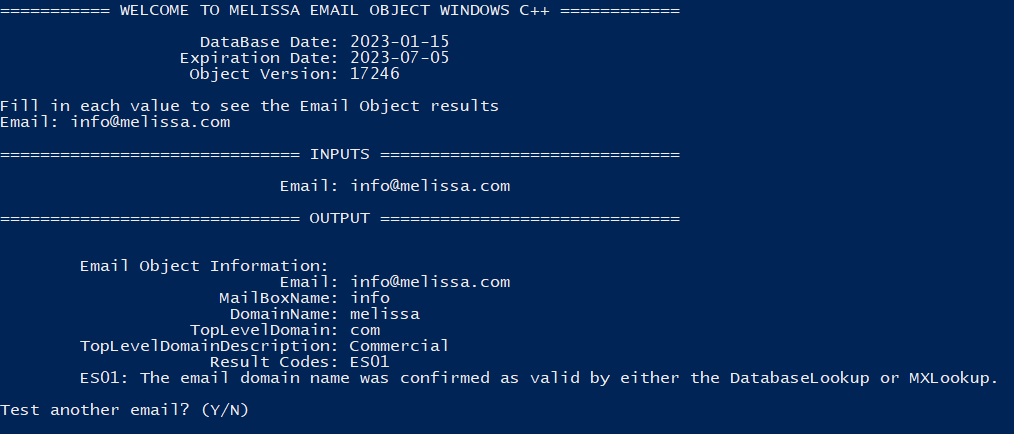 =========== WELCOME TO MELISSA EMAIL OBJECT WINDOWS C++ ============
DataBase Date: 2023-01-15
Expiration Date: 2023-07-05
Object Version: 17246
Fill in each value to see the Email Object results
Email: info@melissa.com
============================== INPUTS ==============================
Email: info@melissa.com
============================== OUTPUT ==============================
Email Object Information:
Email: info@melissa.com
MailBoxName: info
DomainName: melissa
TopLevelDomain: com
TopLevelDomainDescription: Commercial
Result Codes: ES01
ES01: The email domain name was confirmed as valid by either the DatabaseLookup or MXLookup.
Test another email? (Y/N)